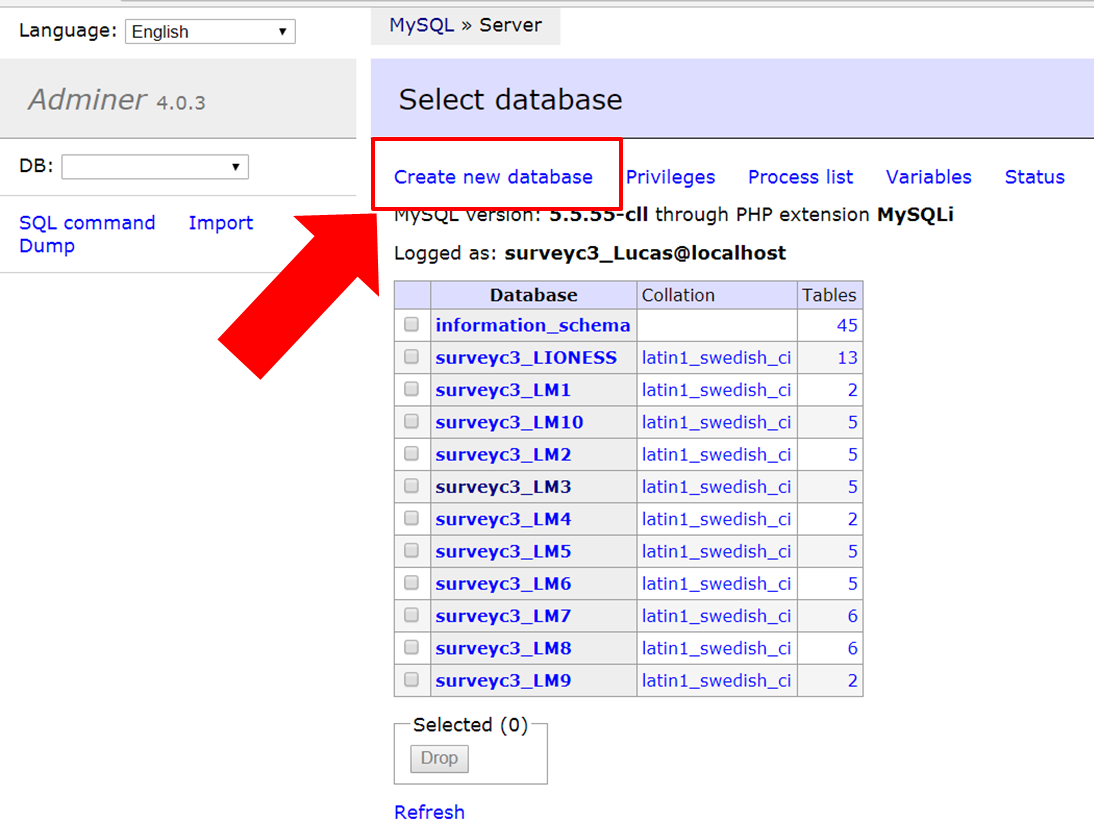 Language: English
MySQL » Server
Adminer 4.0.3
Select database
DB:
Create new database Privileges Process list Variables Status
SQL command Import
Dump
MySQL version: 5.5.55-cll through PHP extension MySQLi
Logged as: surveyc3_Lucas@localhost
Database Collation Tables
information_schema 45
surveyc3_LIONESS latin1_swedish_ci 13
surveyc3_LM1 latin1_swedish_ci 2
surveyc3_LM10 latin1_swedish_ci 5
surveyc3_LM2 latin1_swedish_ci 5
surveyc3_LM3 latin1_swedish_ci 5
surveyc3_LM4 latin1_swedish_ci 2
surveyc3_LM5 latin1_swedish_ci 5
surveyc3_LM6 latin1_swedish_ci 5
surveyc3_LM7 latin1_swedish_ci 6
surveyc3_LM8 latin1_swedish_ci 6
surveyc3_LM9 latin1_swedish_ci 2
Selected (0)
Drop
Refresh